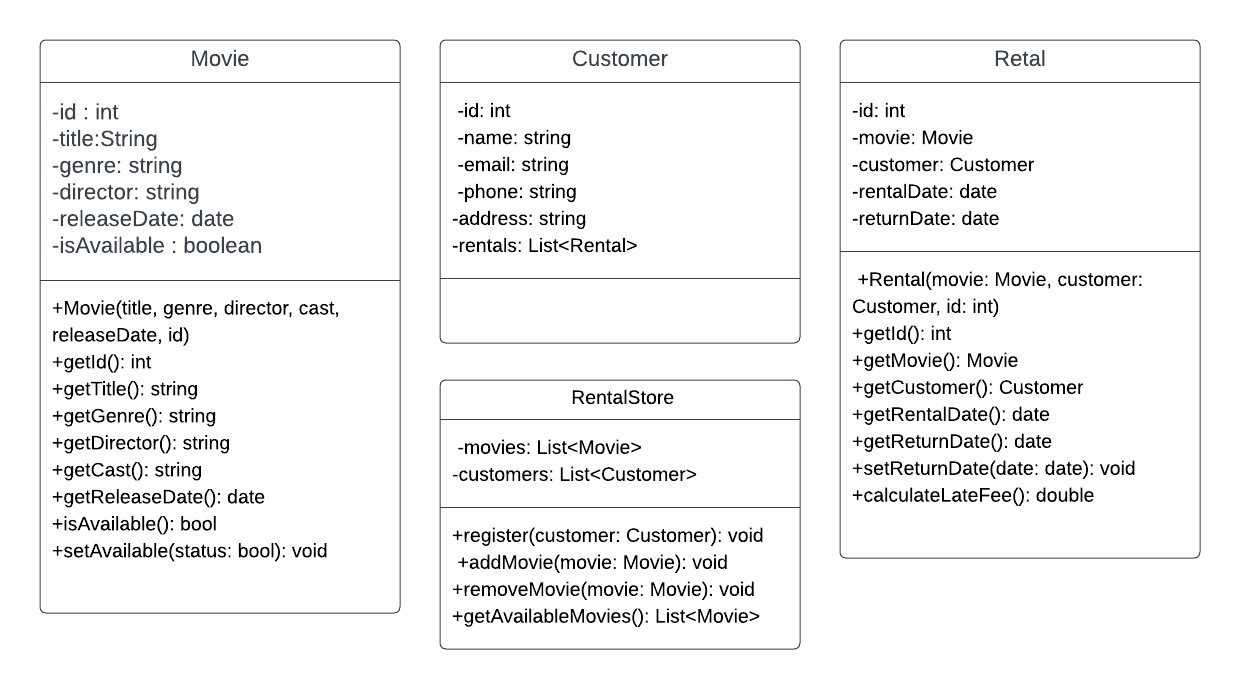 Movie
-id : int
-title:String
-genre: string
-director: string
-releaseDate: date
-isAvailable : boolean
+Movie(title, genre, director, cast,
releaseDate, id)
+getId(): int
+getTitle(): string
+getGenre(): string
+getDirector(): string
+getCast(): string
+getReleaseDate(): date
+isAvailable(): bool
+setAvailable(status: bool): void
Customer
-id: int
-name: string
-email: string
-phone: string
-address: string
-rentals: List<Rental>
RentalStore
-movies: List<Movie>
-customers: List<Customer>
+register(customer: Customer): void
+addMovie(movie: Movie): void
+removeMovie(movie: Movie): void
+getAvailableMovies(): List<Movie>
Retal
-id: int
-movie: Movie
-customer: Customer
-rentalDate: date
-returnDate: date
+Rental(movie: Movie, customer:
Customer, id: int)
+getId(): int
+getMovie(): Movie
+getCustomer(): Customer
+getRentalDate(): date
+getReturnDate(): date
+setReturnDate(date: date): void
+calculateLateFee(): double